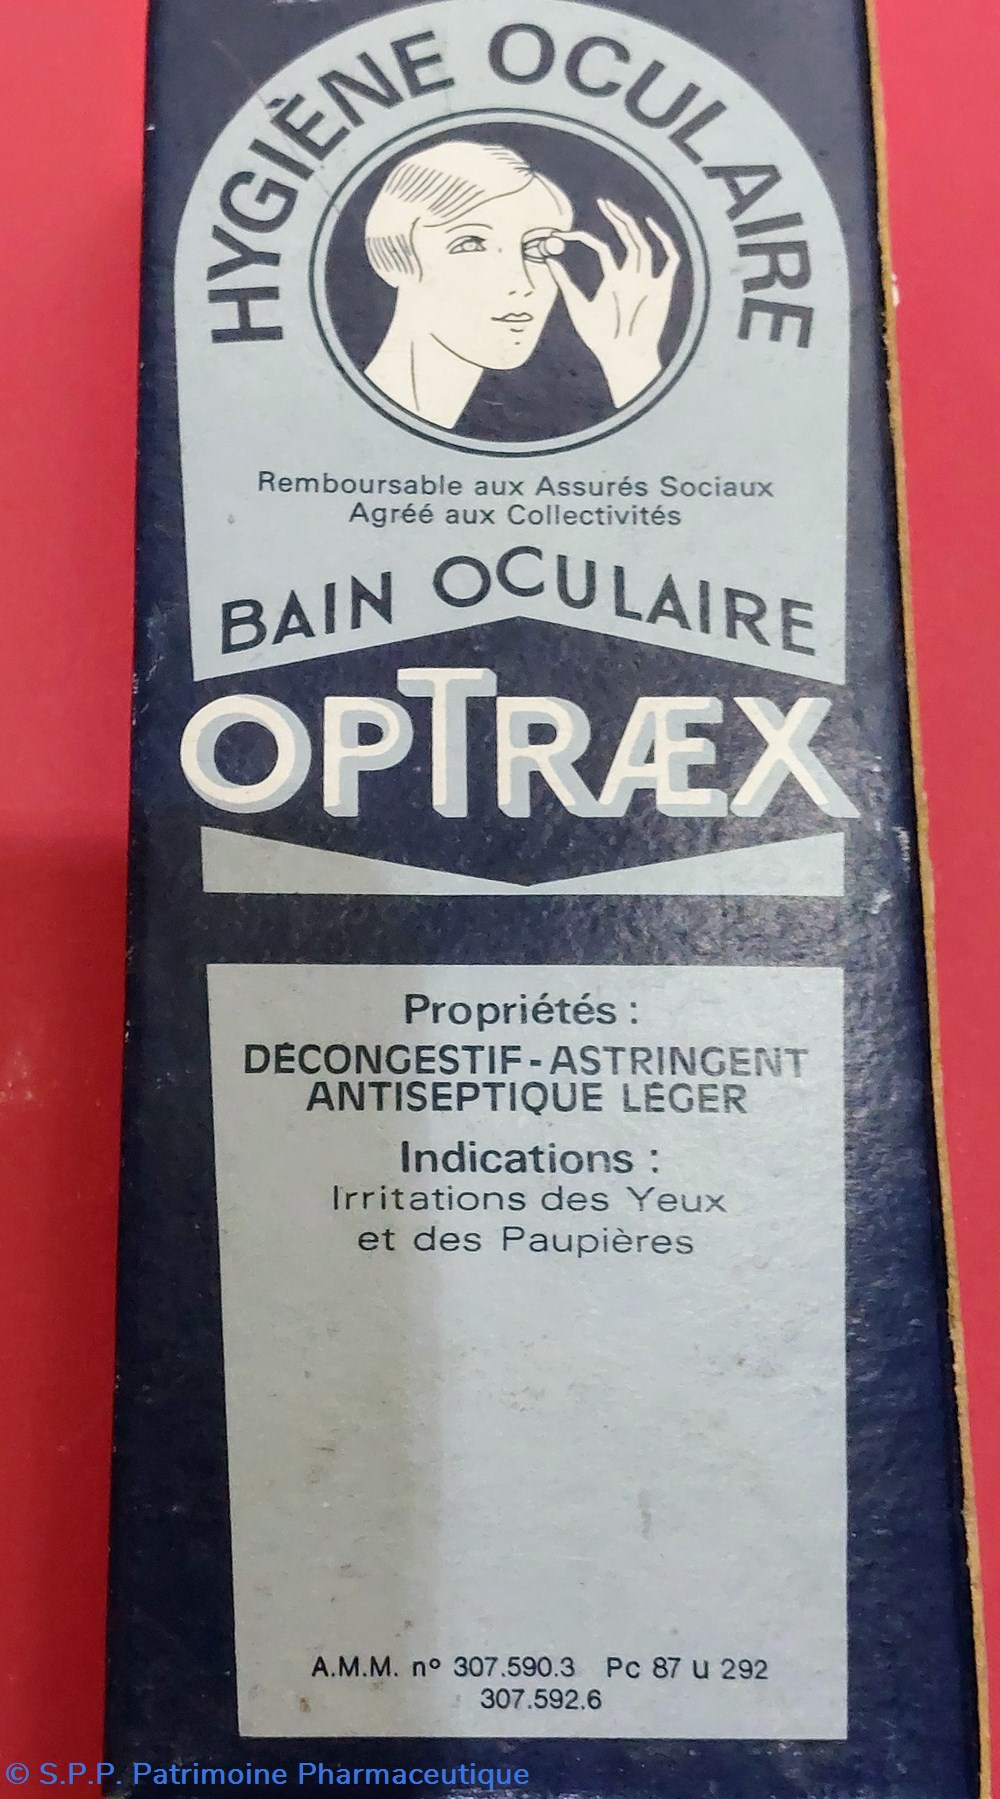 HYGIÈNE OCULAIRE
Remboursable aux Assurés Sociaux
Agréé aux Collectivités
BAIN OCULAIRE
OPTRÆX
Propriétés :
DÉCONGESTIF - ASTRINGENT
ANTISEPTIQUE LÉGER
Indications :
Irritations des Yeux
et des Paupières
A.M.M. nº 307.590.3 Pc 87 u 292
307.592.6
© S.P.P. Patrimoine Pharmaceutique